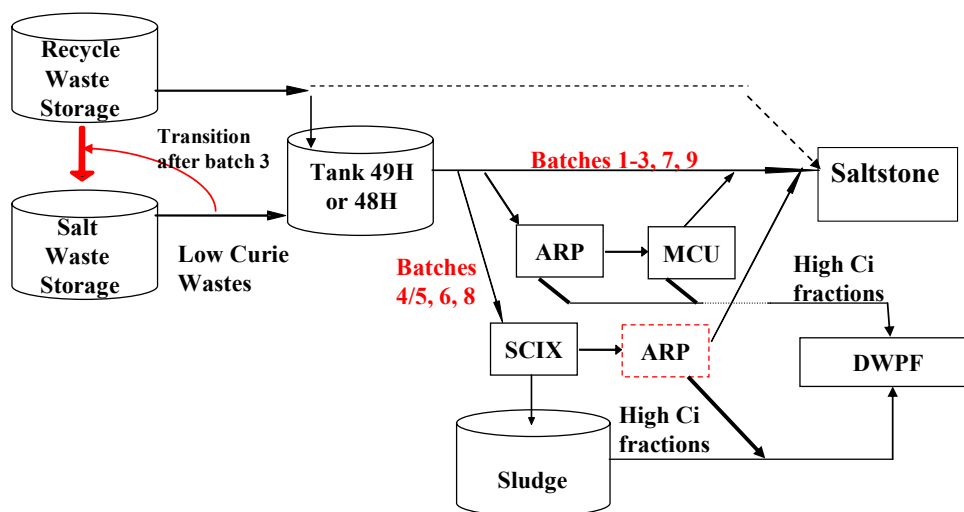 Recycle
Waste
Storage
Transition
after batch 3
Tank 49H
or 48H
Batches 1-3, 7, 9
Saltstone
Salt
Waste
Storage
Low Curie
Wastes
ARP
MCU
Batches
4/5, 6, 8
High Ci
fractions
SCIX
ARP
DWPF
High Ci
fractions
Sludge